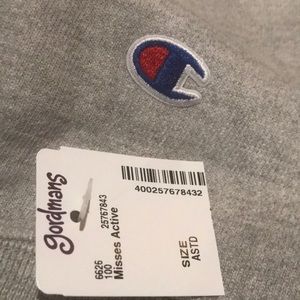 gordmans
25767843
6626
100
Misses Active
400257678432
SIZE
ASTD